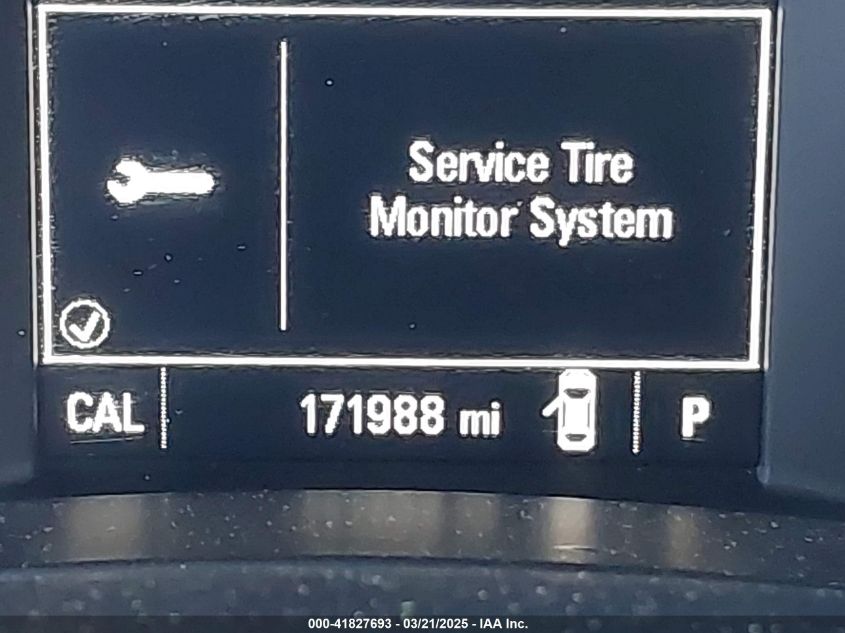 Service Tire
Monitor System
CAL 171988 mi P
000-41827693 - 03/21/2025 - IAA Inc.